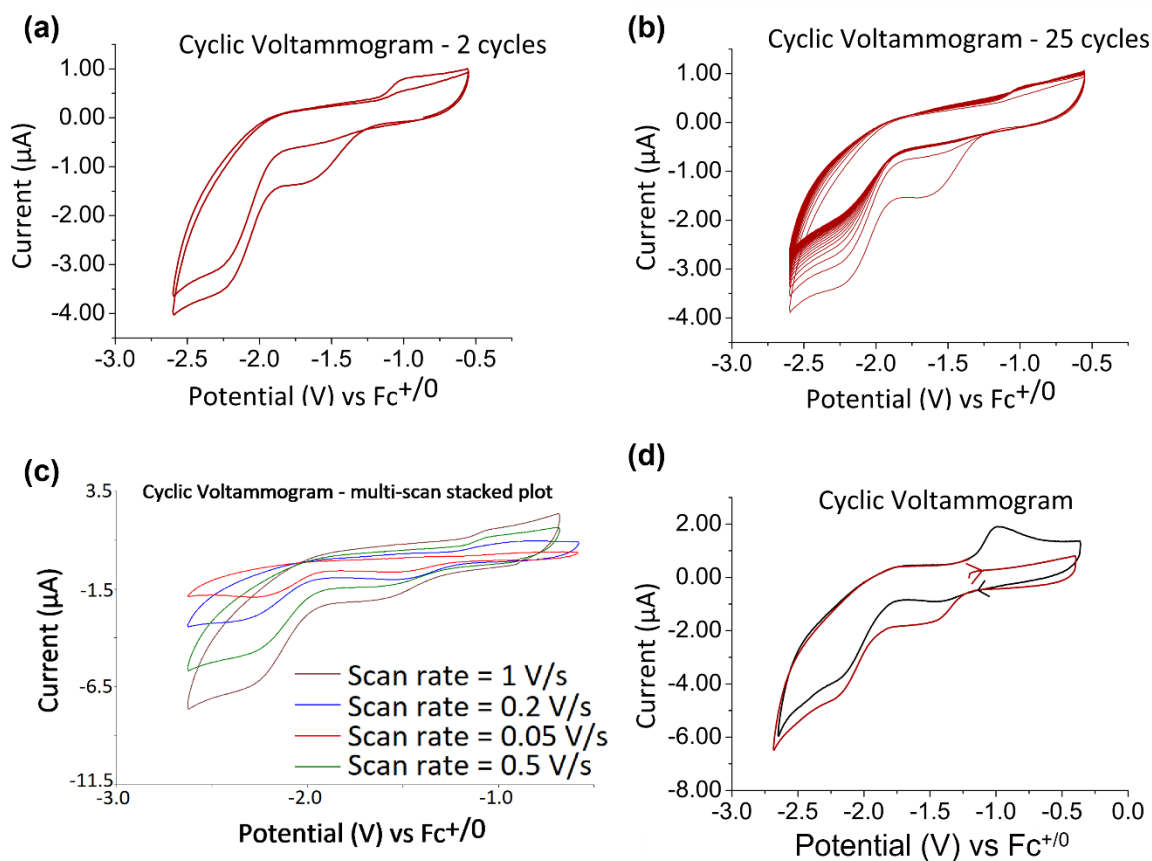 (a)
Cyclic Voltammogram - 2 cycles
1.00
0.00
-1.00
-2.00
-3.00
-4.00
Current (µA)
-3.0 -2.5 -2.0 -1.5 -1.0 -0.5
Potential (V) vs Fc+/0
(b)
Cyclic Voltammogram - 25 cycles
1.00
0.00
-1.00
-2.00
-3.00
-4.00
Current (µA)
-3.0 -2.5 -2.0 -1.5 -1.0 -0.5
Potential (V) vs Fc+/0
(c)
Cyclic Voltammogram - multi-scan stacked plot
3.5
-1.5
-6.5
-11.5
Current (µA)
Scan rate = 1 V/s
Scan rate = 0.2 V/s
Scan rate = 0.05 V/s
Scan rate = 0.5 V/s
-3.0 -2.0 -1.0
Potential (V) vs Fc+/0
(d)
Cyclic Voltammogram
2.00
0.00
-2.00
-4.00
-6.00
-8.00
Current (µA)
-3.0 -2.5 -2.0 -1.5 -1.0 -0.5 0.0
Potential (V) vs Fc+/0